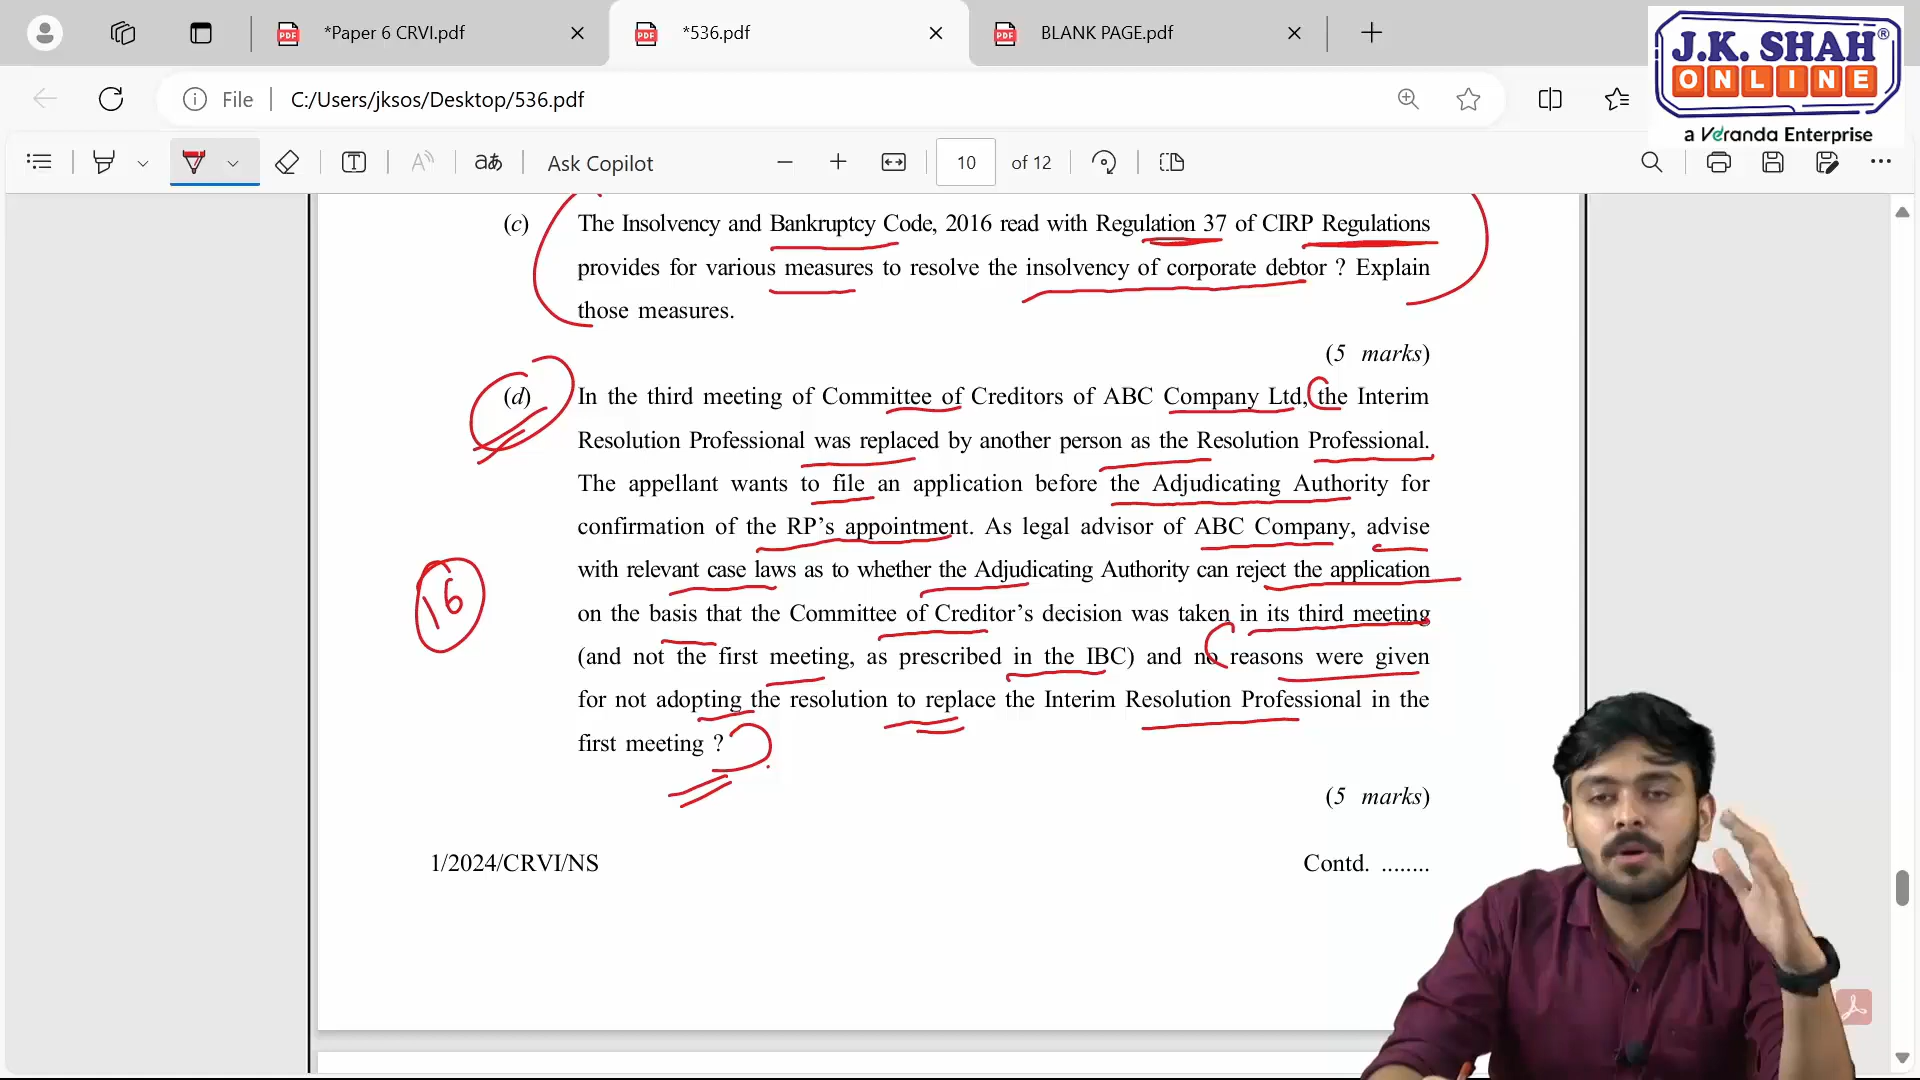 *Paper 6 CRVI.pdf
*536.pdf
BLANK PAGE.pdf
J.K. SHAH®
ONLINE
a Veranda Enterprise
File
C:/Users/jksos/Desktop/536.pdf
Ask Copilot
10
of 12
(c) The Insolvency and Bankruptcy Code, 2016 read with Regulation 37 of CIRP Regulations
provides for various measures to resolve the insolvency of corporate debtor ? Explain
those measures.
(5 marks)
(d) In the third meeting of Committee of Creditors of ABC Company Ltd, the Interim
Resolution Professional was replaced by another person as the Resolution Professional.
The appellant wants to file an application before the Adjudicating Authority for
confirmation of the RP's appointment. As legal advisor of ABC Company, advise
with relevant case laws as to whether the Adjudicating Authority can reject the application
16
on the basis that the Committee of Creditor's decision was taken in its third meeting
(and not the first meeting, as prescribed in the IBC) and no reasons were given
for not adopting the resolution to replace the Interim Resolution Professional in the
first meeting ?
(5 marks)
1/2024/CRVI/NS
Contd. ........